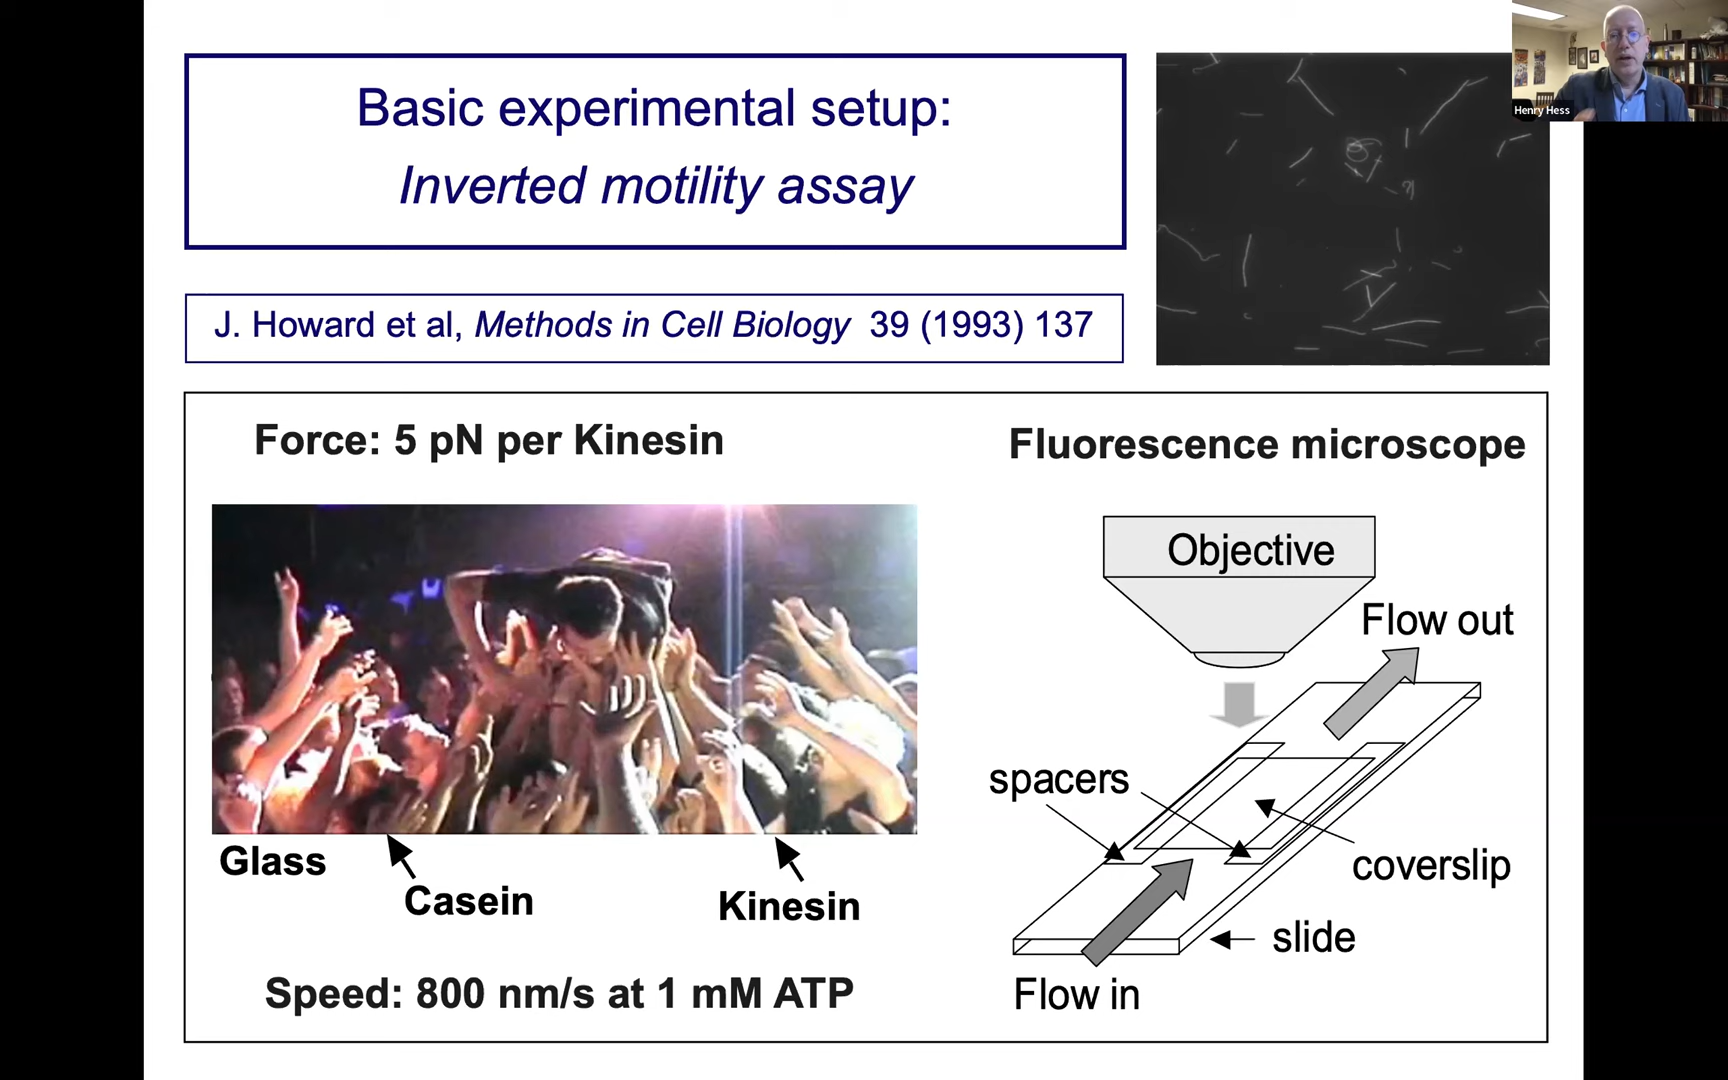 Basic experimental setup:
Inverted motility assay
Henry Hess
J. Howard et al, Methods in Cell Biology 39 (1993) 137
Force: 5 pN per Kinesin
Fluorescence microscope
Objective
Flow out
spacers
coverslip
slide
Flow in
Glass
Casein
Kinesin
Speed: 800 nm/s at 1 mM ATP